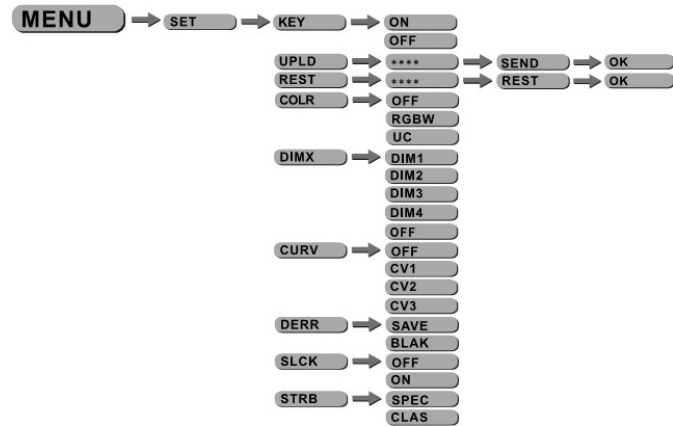 MENU SET KEY ON
OFF
UPLD **** SEND OK
REST **** REST OK
COLR OFF
RGBW
UC
DIMX DIM1
DIM2
DIM3
DIM4
OFF
CURV OFF
CV1
CV2
CV3
DERR SAVE
BLAK
SLCK OFF
ON
STRB SPEC
CLAS